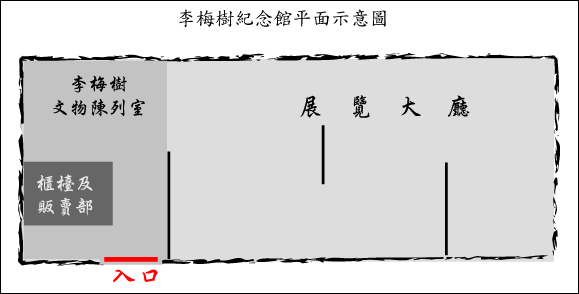 李梅樹紀念館平面示意圖
李梅樹
文物陳列室
展覽大廳
櫃檯及
販賣部
入口